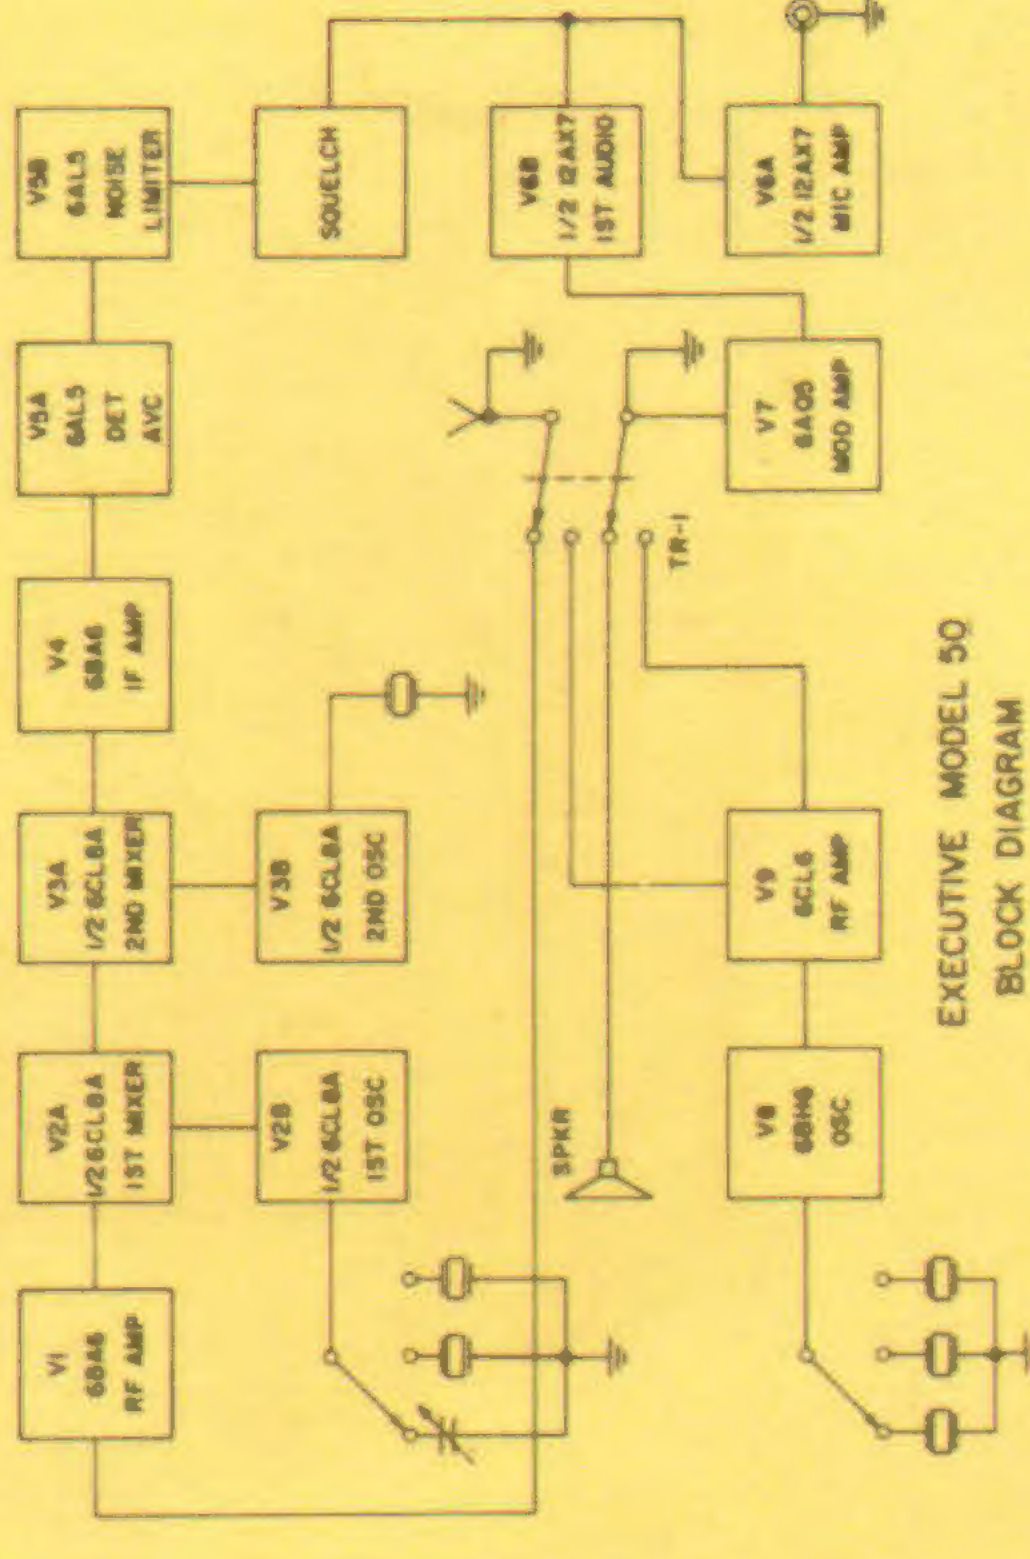 V1
6BA6
RF AMP
V2A
1/2 6CL8A
1ST MIXER
V3A
1/2 6CL8A
2ND MIXER
V4
6BA6
IF AMP
V5A
6AL5
DET
AVC
V5B
6AL5
NOISE
LIMITER
V2B
1/2 6CL8A
1ST OSC
V3B
1/2 6CL8A
2ND OSC
SQUELCH
V6B
1/2 12AX7
1ST AUDIO
SPKR
TR-1
V8
6BH6
OSC
V9
6CL6
RF AMP
V7
6AQ5
MOD AMP
V6A
1/2 12AX7
MIC AMP
EXECUTIVE MODEL 50
BLOCK DIAGRAM